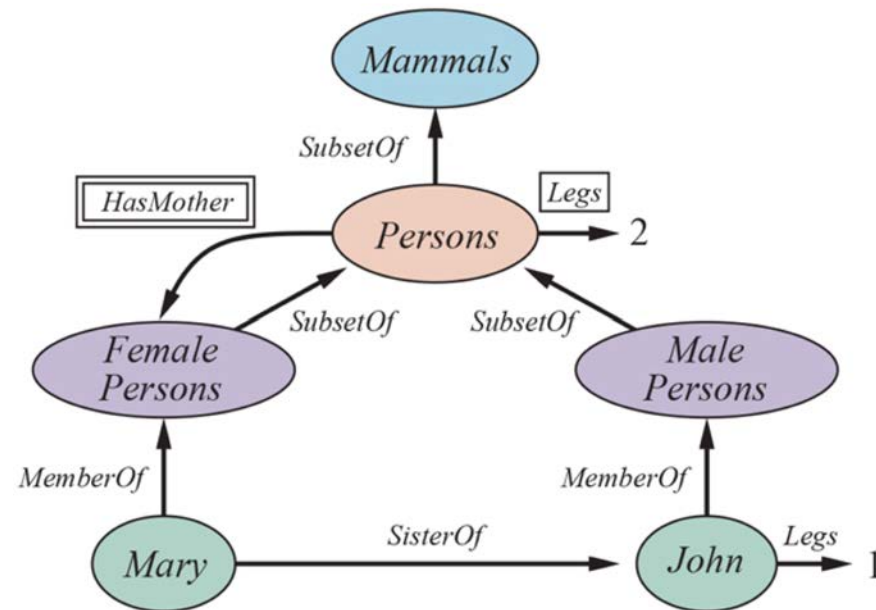 Mammals
SubsetOf
HasMother
Legs
Persons
2
SubsetOf
SubsetOf
Female
Persons
Male
Persons
MemberOf
MemberOf
SisterOf
Legs
Mary
John
1